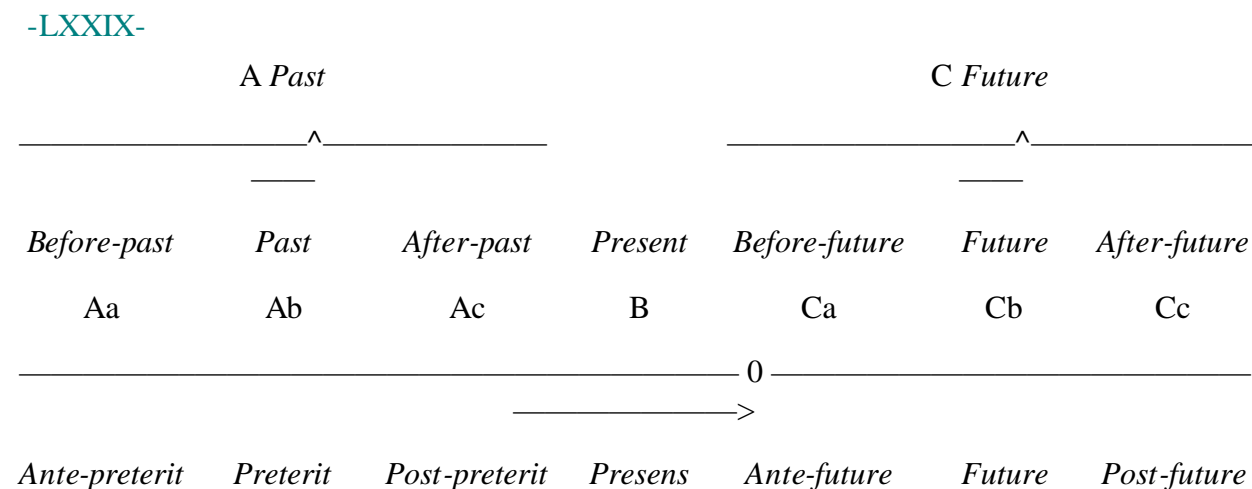 -LXXIX-
A Past C Future
^ ^
Before-past Past After-past Present Before-future Future After-future
Aa Ab Ac B Ca Cb Cc
0
>
Ante-preterit Preterit Post-preterit Presens Ante-future Future Post-future